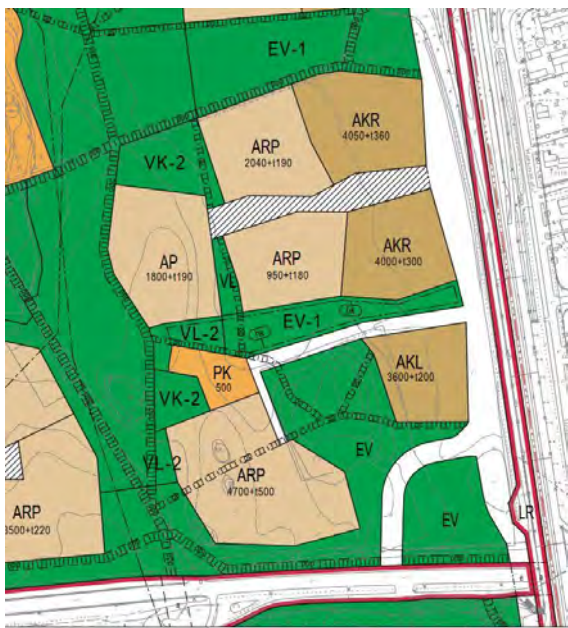 EV-1
AKR
4050+t360
ARP
2040+t190
VK-2
AP
1800+t190
VL
ARP
950+t180
AKR
4000+t300
EV-1
VL-2
PK
500
AKL
3600+t200
VK-2
VL-2
ARP
4700+t500
EV
EV
ARP
3500+t220
LR